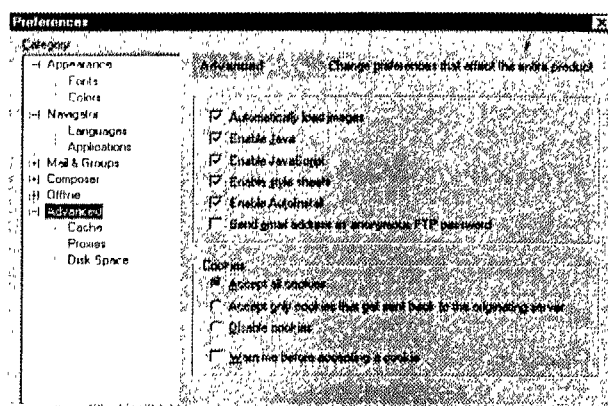 Preferences
Category:
Appearance
Fonts
Colors
Navigator
Languages
Applications
Mail & Groups
Composer
Offline
Advanced
Cache
Proxies
Disk Space
Advanced Change preferences that affect the entire product
Automatically load images
Enable Java
Enable JavaScript
Enable style sheets
Enable AutoInstall
Send email address as anonymous FTP password
Cookies
Accept all cookies
Accept only cookies that get sent back to the originating server
Disable cookies
Warn me before accepting a cookie